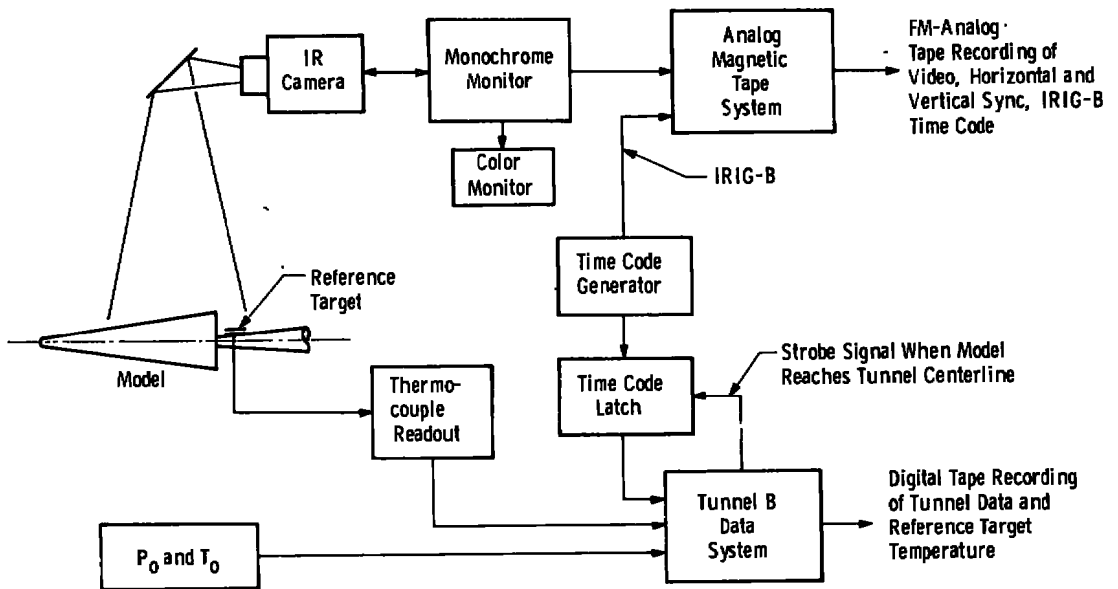 IR
Camera
Monochrome
Monitor
Analog
Magnetic
Tape
System
FM-Analog
Tape Recording of
Video, Horizontal and
Vertical Sync, IRIG-B
Time Code
Color
Monitor
IRIG-B
Time Code
Generator
Reference
Target
Model
Thermo-
couple
Readout
Time Code
Latch
Strobe Signal When Model
Reaches Tunnel Centerline
Tunnel B
Data
System
Digital Tape Recording
of Tunnel Data and
Reference Target
Temperature
P₀ and T₀